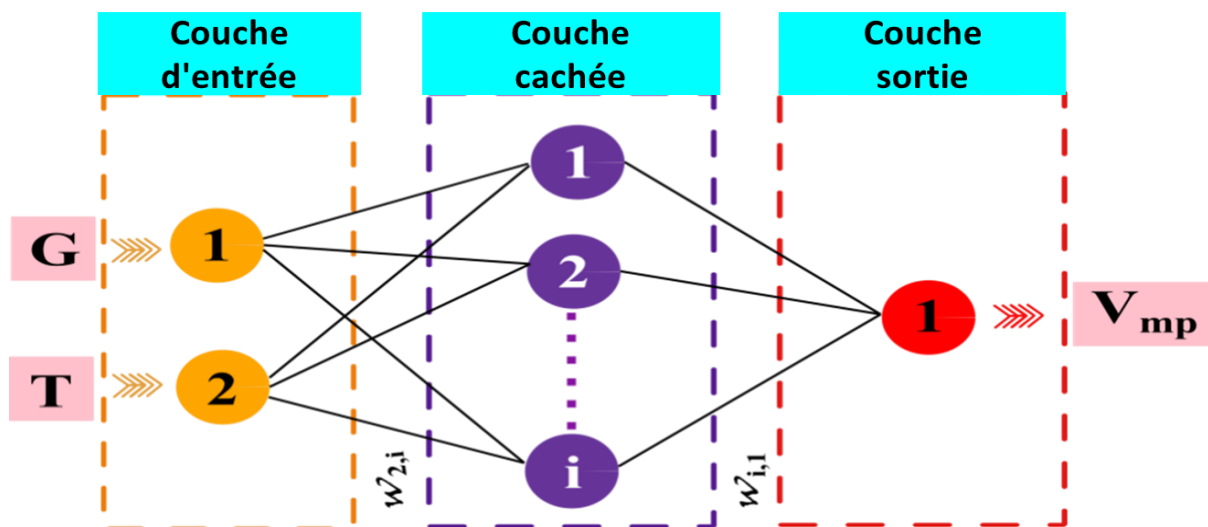 Couche
d'entrée
Couche
cachée
Couche
sortie
G
T
1
2
1
2
i
w2,i
wi,1
1
Vmp